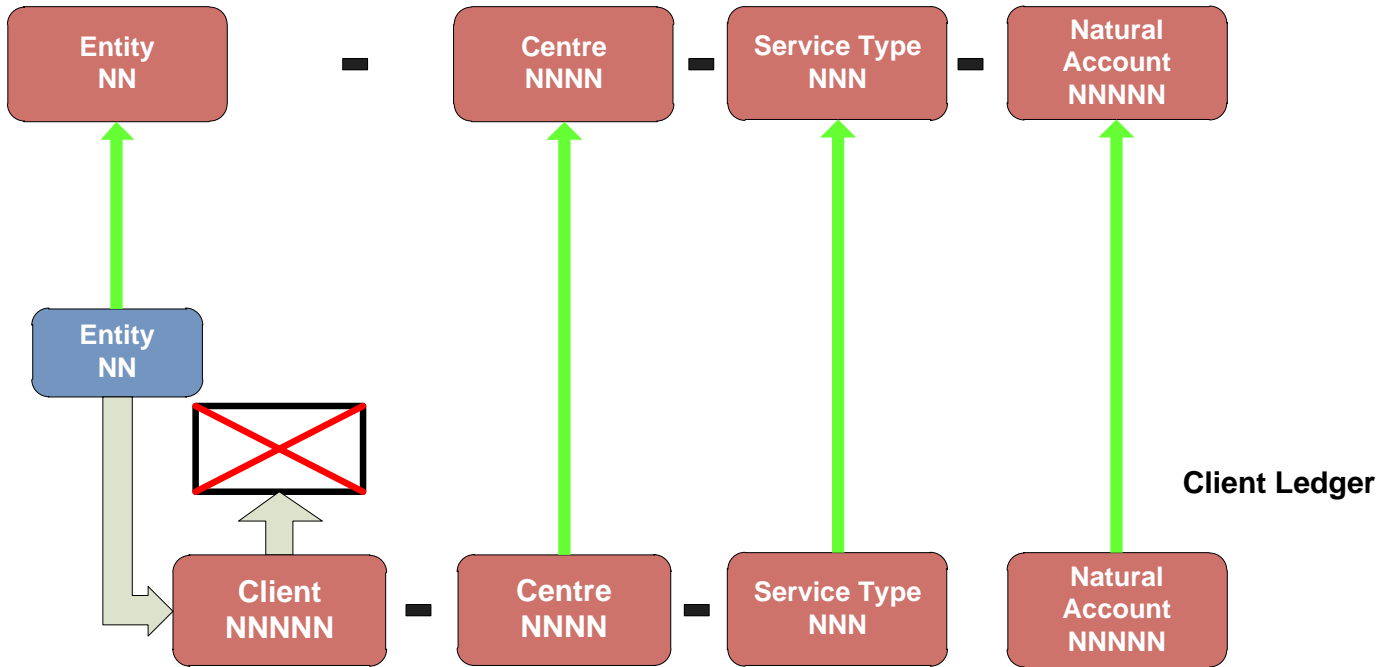 Entity
NN
-
Centre
NNNN
-
Service Type
NNN
-
Natural
Account
NNNNN
Entity
NN
Client Ledger
Client
NNNNN
-
Centre
NNNN
-
Service Type
NNN
Natural
Account
NNNNN